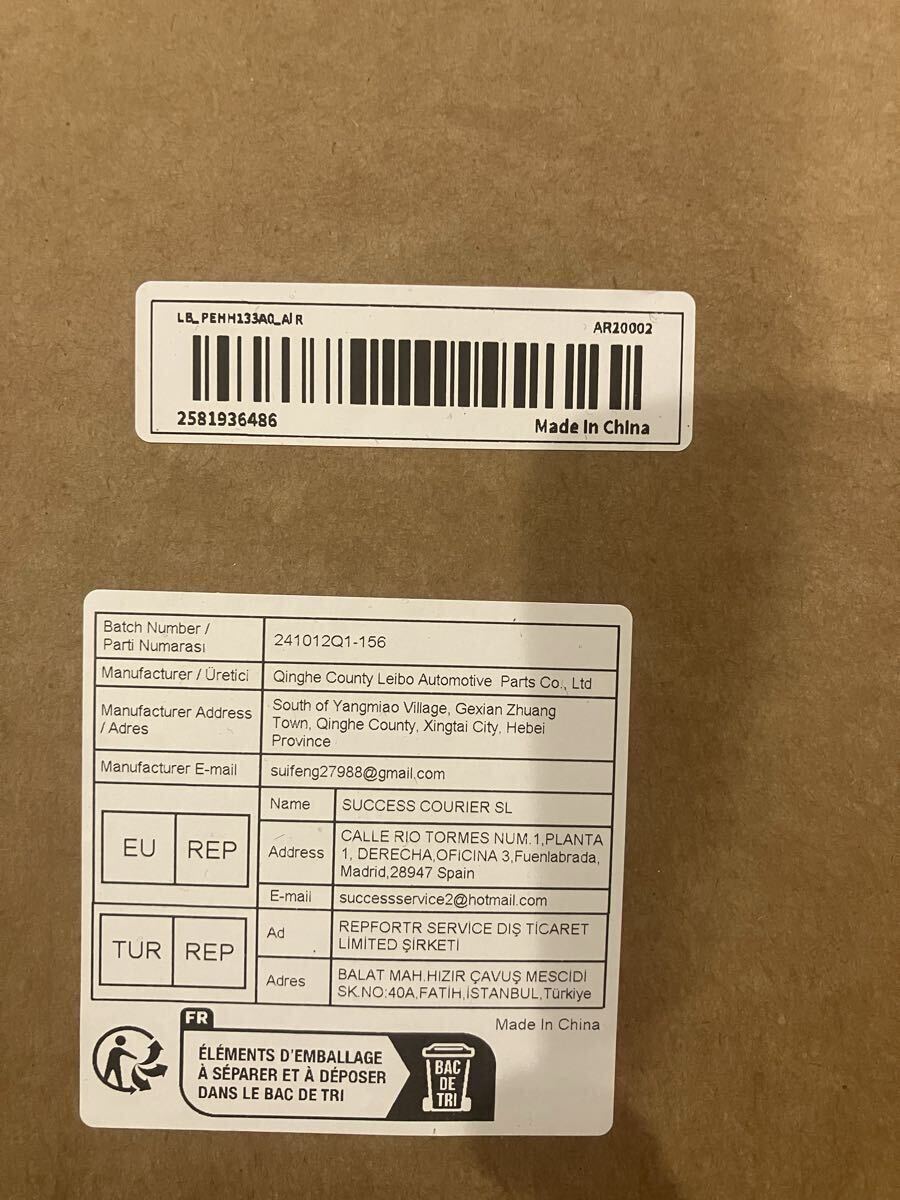 LB_PEHH133A0_AIR
AR20002
2581936486
Made In China
Batch Number /
Parti Numarası
241012Q1-156
Manufacturer / Üretici
Qinghe County Leibo Automotive Parts Co., Ltd
Manufacturer Address
/ Adres
South of Yangmiao Village, Gexian Zhuang
Town, Qinghe County, Xingtai City, Hebei
Province
Manufacturer E-mail
suifeng27988@gmail.com
EU REP
Name
SUCCESS COURIER SL
Address
CALLE RIO TORMES NUM.1,PLANTA
1, DERECHA,OFICINA 3,Fuenlabrada,
Madrid,28947 Spain
E-mail
successservice2@hotmail.com
TUR REP
Ad
REPFORTR SERVICE DIŞ TİCARET
LIMITED ŞİRKETİ
Adres
BALAT MAH.HIZIR ÇAVUŞ MESCIDI
SK.NO:40A,FATİH,İSTANBUL,Türkiye
Made In China
FR
ÉLÉMENTS D'EMBALLAGE
À SÉPARER ET À DÉPOSER
DANS LE BAC DE TRI
BAC
DE
TRI